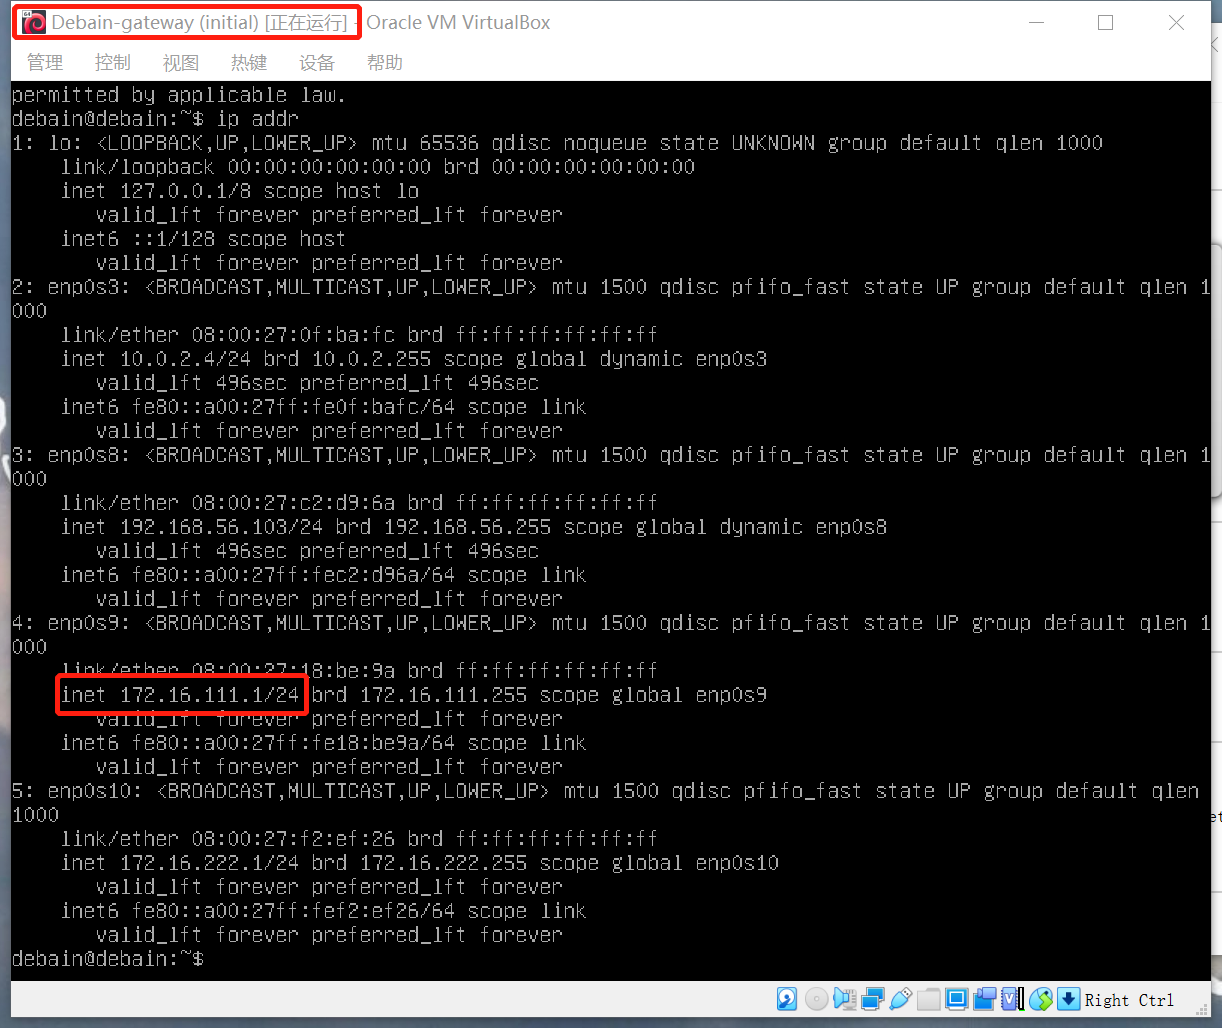 Debain-gateway (initial) [正在运行] - Oracle VM VirtualBox
管理 控制 视图 热键 设备 帮助
permitted by applicable law.
debain@debain:~$ ip addr
1: lo: <LOOPBACK,UP,LOWER_UP> mtu 65536 qdisc noqueue state UNKNOWN group default qlen 1000
link/loopback 00:00:00:00:00:00 brd 00:00:00:00:00:00
inet 127.0.0.1/8 scope host lo
valid_lft forever preferred_lft forever
inet6 ::1/128 scope host
valid_lft forever preferred_lft forever
2: enp0s3: <BROADCAST,MULTICAST,UP,LOWER_UP> mtu 1500 qdisc pfifo_fast state UP group default qlen 1
000
link/ether 08:00:27:0f:ba:fc brd ff:ff:ff:ff:ff:ff
inet 10.0.2.4/24 brd 10.0.2.255 scope global dynamic enp0s3
valid_lft 496sec preferred_lft 496sec
inet6 fe80::a00:27ff:fe0f:bafc/64 scope link
valid_lft forever preferred_lft forever
3: enp0s8: <BROADCAST,MULTICAST,UP,LOWER_UP> mtu 1500 qdisc pfifo_fast state UP group default qlen 1
000
link/ether 08:00:27:c2:d9:6a brd ff:ff:ff:ff:ff:ff
inet 192.168.56.103/24 brd 192.168.56.255 scope global dynamic enp0s8
valid_lft 496sec preferred_lft 496sec
inet6 fe80::a00:27ff:fec2:d96a/64 scope link
valid_lft forever preferred_lft forever
4: enp0s9: <BROADCAST,MULTICAST,UP,LOWER_UP> mtu 1500 qdisc pfifo_fast state UP group default qlen 1
000
link/ether 08:00:27:18:be:9a brd ff:ff:ff:ff:ff:ff
inet 172.16.111.1/24 brd 172.16.111.255 scope global enp0s9
valid_lft forever preferred_lft forever
inet6 fe80::a00:27ff:fe18:be9a/64 scope link
valid_lft forever preferred_lft forever
5: enp0s10: <BROADCAST,MULTICAST,UP,LOWER_UP> mtu 1500 qdisc pfifo_fast state UP group default qlen
1000
link/ether 08:00:27:f2:ef:26 brd ff:ff:ff:ff:ff:ff
inet 172.16.222.1/24 brd 172.16.222.255 scope global enp0s10
valid_lft forever preferred_lft forever
inet6 fe80::a00:27ff:fef2:ef26/64 scope link
valid_lft forever preferred_lft forever
debain@debain:~$
Right Ctrl